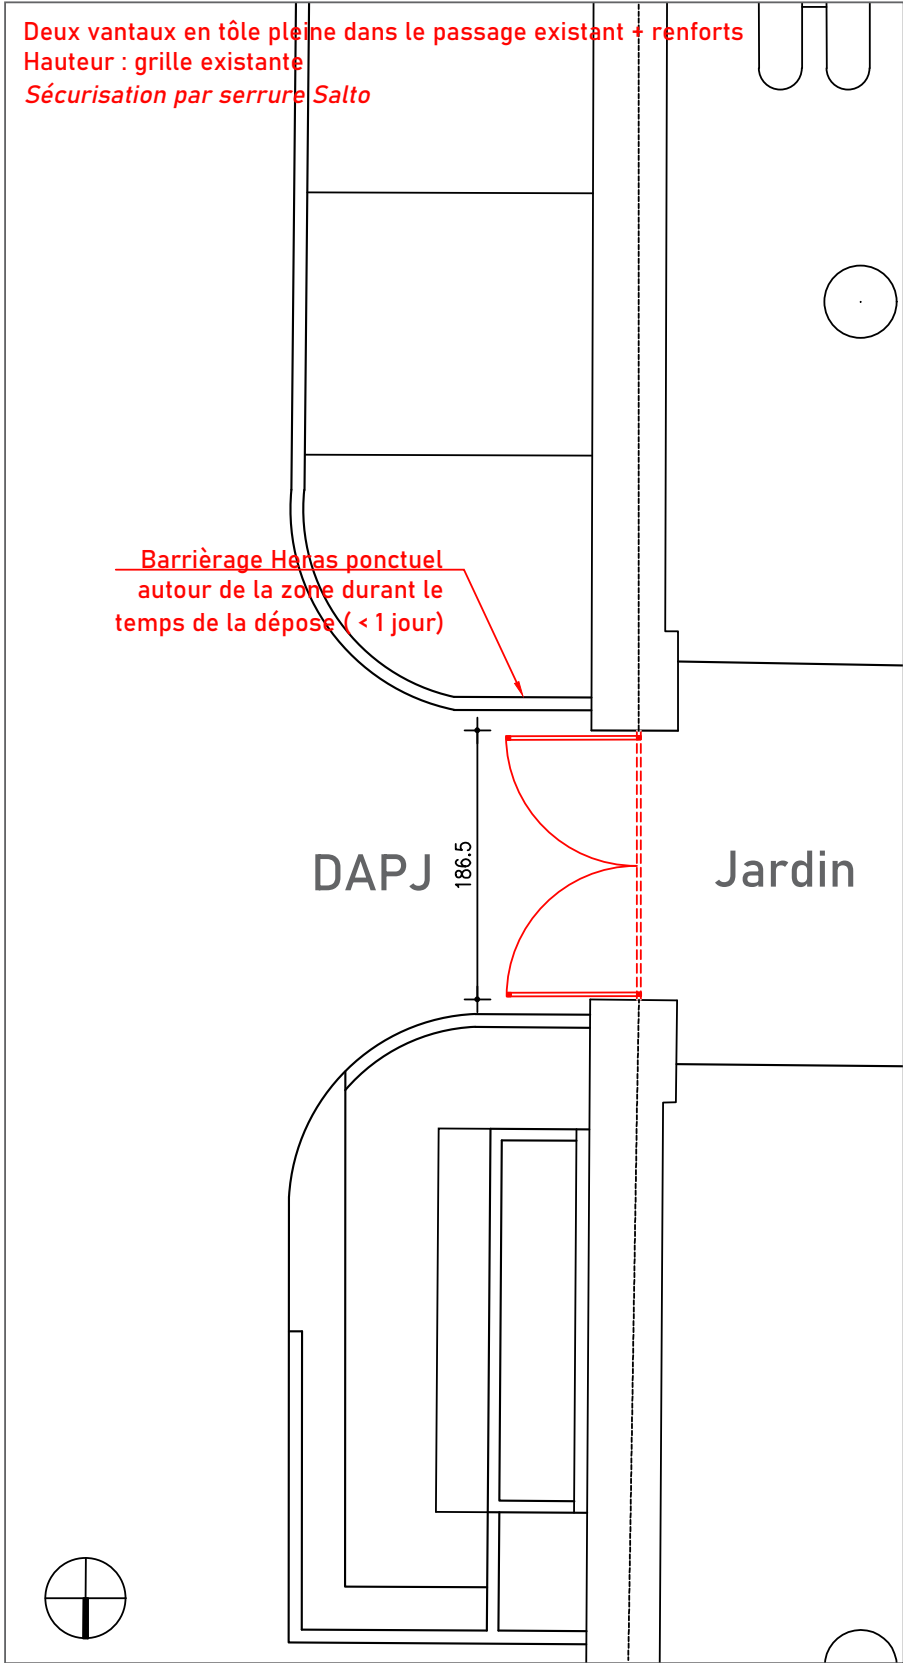 Deux vantaux en tôle pleine dans le passage existant + renforts
Hauteur : grille existante
Sécurisation par serrure Salto
Barrièrage Heras ponctuel
autour de la zone durant le
temps de la dépose ( < 1 jour)
DAPJ
186.5
Jardin